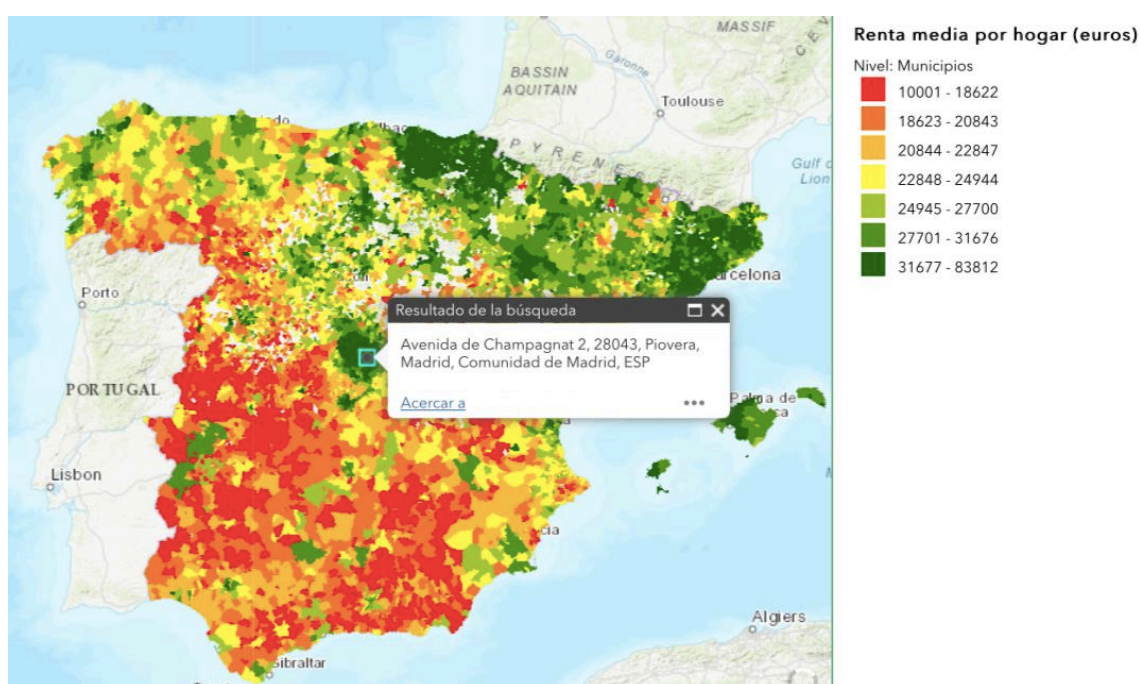 MASSIF
Garonne
BASSIN
AQUITAIN
Toulouse
PYRENE
Gulf
Lion
Porto
PORTUGAL
Lisbon
Resultado de la búsqueda
Avenida de Champagnat 2, 28043, Piovera,
Madrid, Comunidad de Madrid, ESP
Acercar a
•••
arcelona
Palma de
Algiers
Gibraltar
Renta media por hogar (euros)
Nivel: Municipios
10001 - 18622
18623 - 20843
20844 - 22847
22848 - 24944
24945 - 27700
27701 - 31676
31677 - 83812